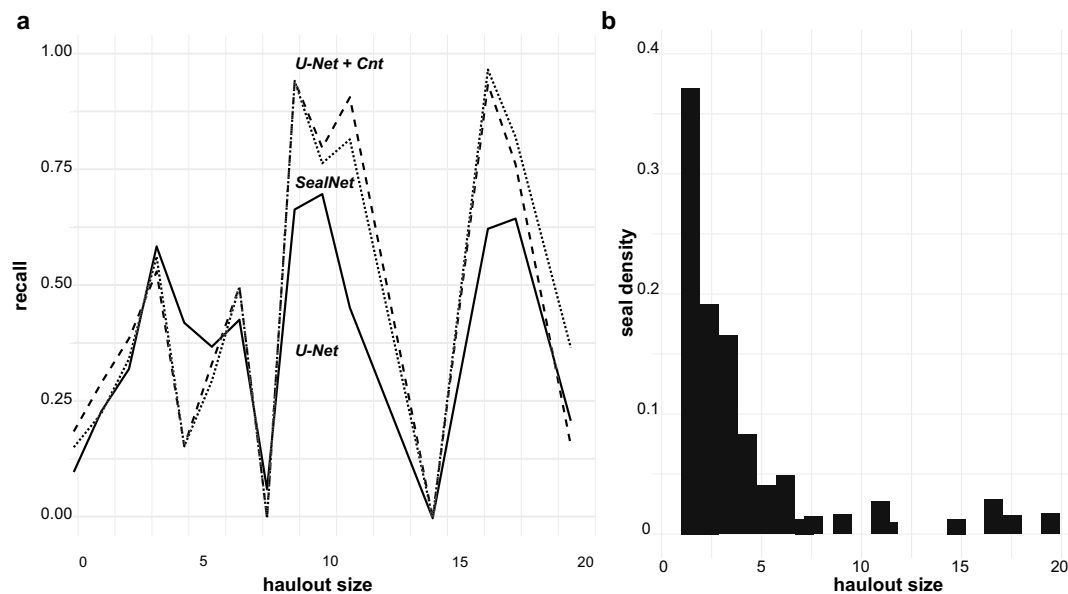 a
1.00
0.75
0.50
0.25
0.00
recall
U-Net + Cnt
SealNet
U-Net
0 5 10 15 20
haulout size
b
0.4
0.3
0.2
0.1
0
seal density
0 5 10 15 20
haulout size